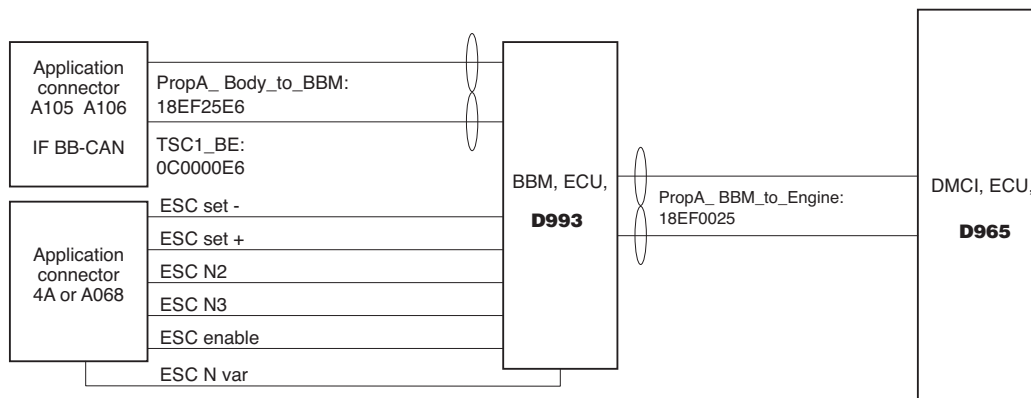 Application
connector
A105 A106
IF BB-CAN
PropA_ Body_to_BBM:
18EF25E6
TSC1_BE:
0C0000E6
Application
connector
4A or A068
ESC set -
ESC set +
ESC N2
ESC N3
ESC enable
ESC N var
BBM, ECU,
D993
PropA_ BBM_to_Engine:
18EF0025
DMCI, ECU,
D965